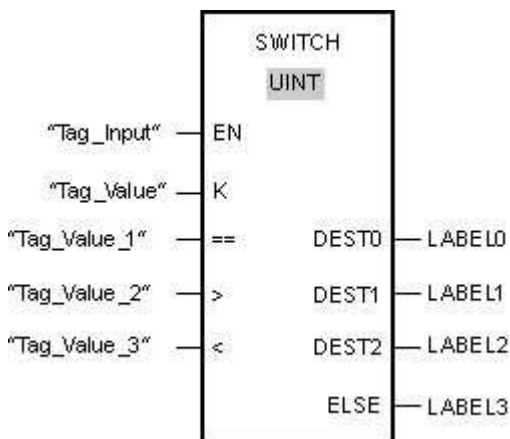 SWITCH
UINT
"Tag_Input" EN
"Tag_Value" K
"Tag_Value_1" == DEST0 LABEL0
"Tag_Value_2" > DEST1 LABEL1
"Tag_Value_3" < DEST2 LABEL2
ELSE LABEL3